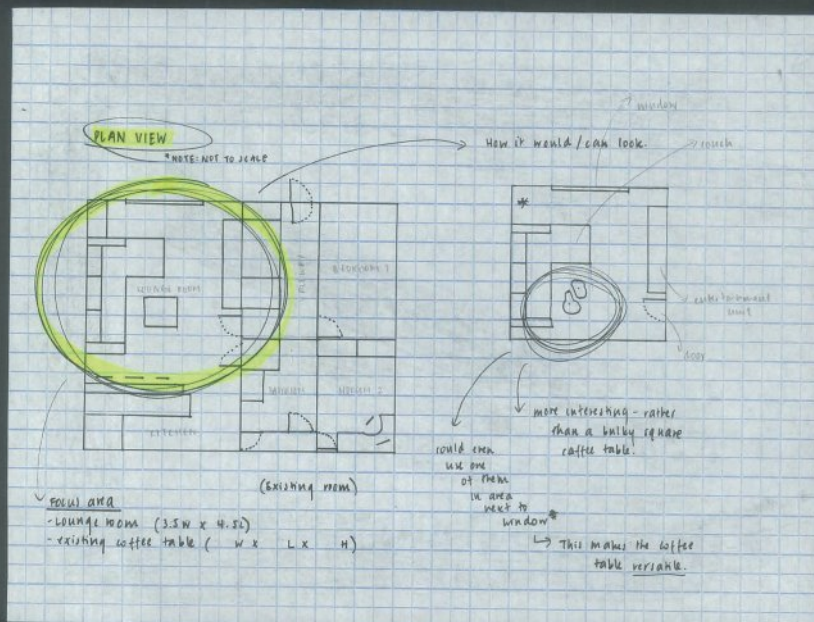 PLAN VIEW
*NOTE: NOT TO SCALE
How it would / can look.
window
couch
LOUNGE ROOM
BEDROOM 1
KITCHEN
entertainment
unit
door
(Existing room)
Focus area
- Lounge room (3.5W x 4.5L)
- existing coffee table ( W x L x H)
could even
use one
of them
in area
next to
window*
more interesting - rather
than a bulky square
coffee table.
↳ This makes the coffee
table versatile.